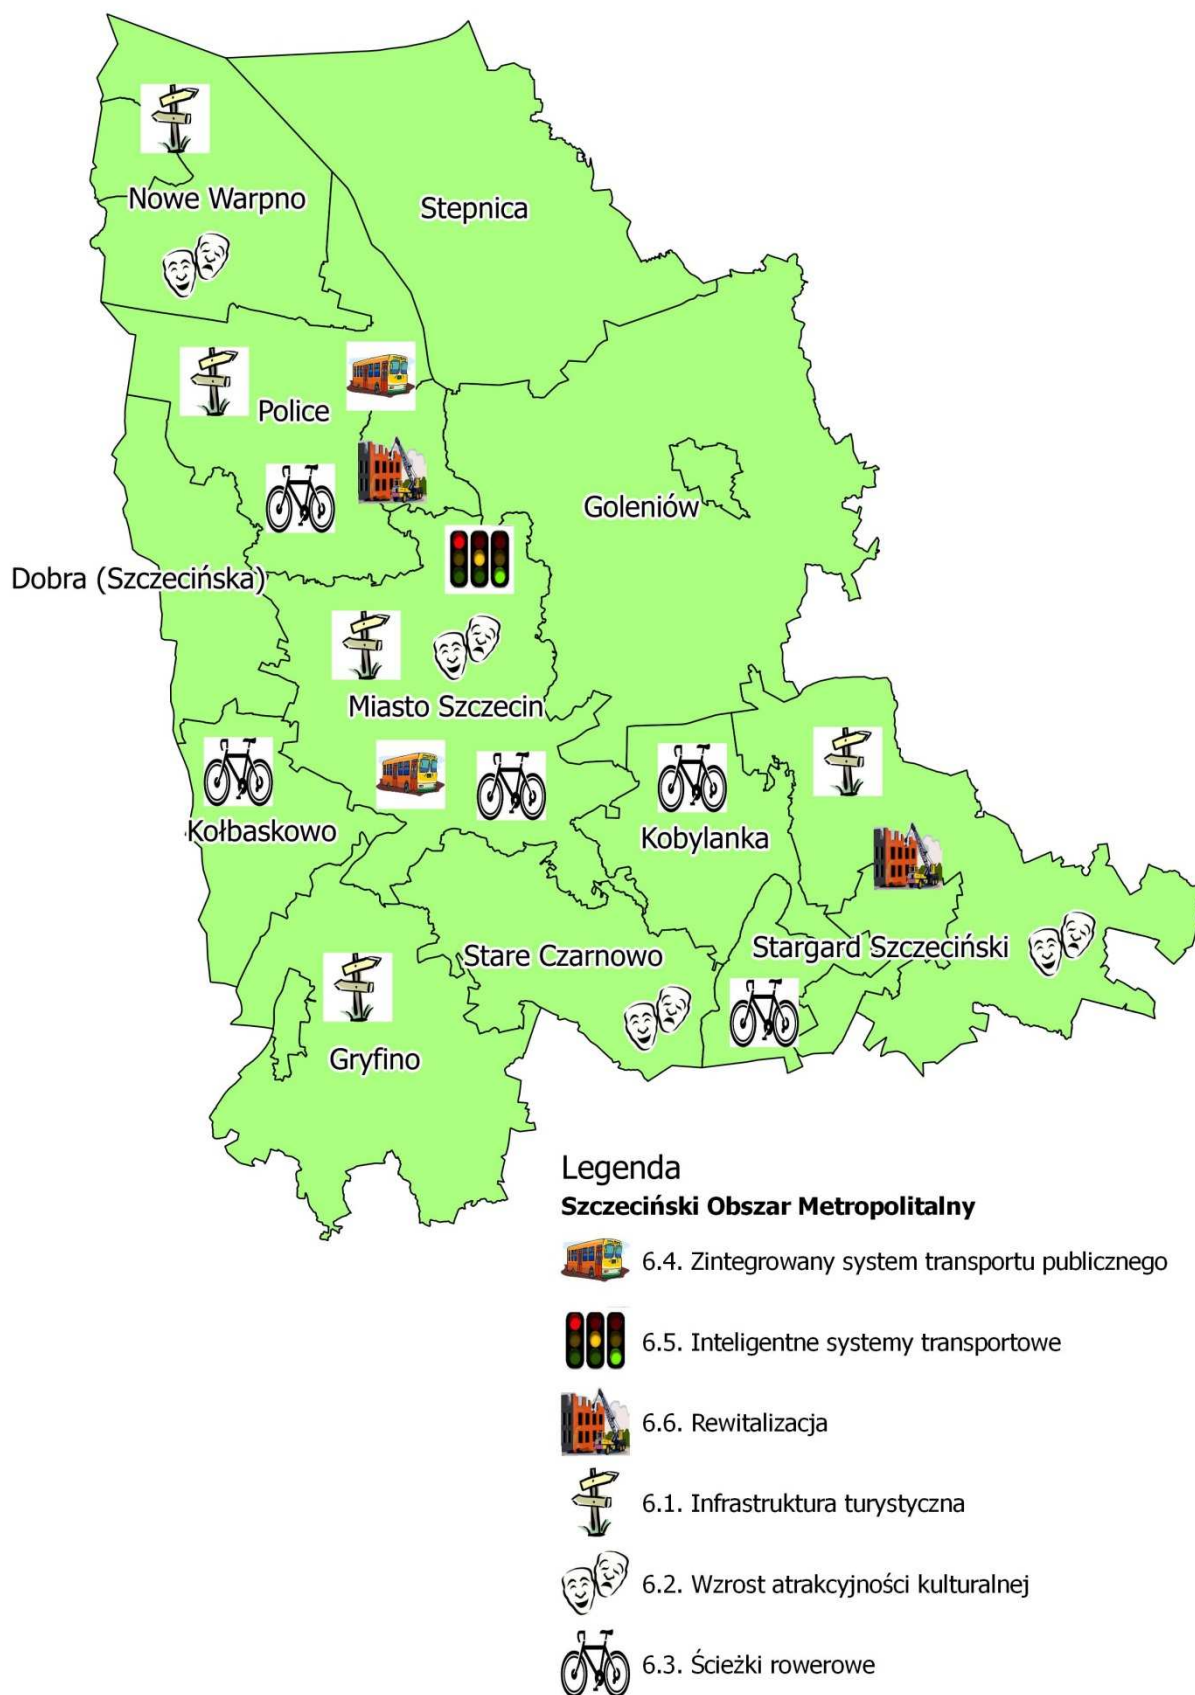 Nowe Warpno
Stepnica
Police
Goleniów
Dobra (Szczecińska)
Miasto Szczecin
Kołbaskowo
Kobylanka
Stare Czarnowo
Stargard Szczeciński
Gryfino
Legenda
Szczeciński Obszar Metropolitalny
6.4. Zintegrowany system transportu publicznego
6.5. Inteligentne systemy transportowe
6.6. Rewitalizacja
6.1. Infrastruktura turystyczna
6.2. Wzrost atrakcyjności kulturalnej
6.3. Ścieżki rowerowe